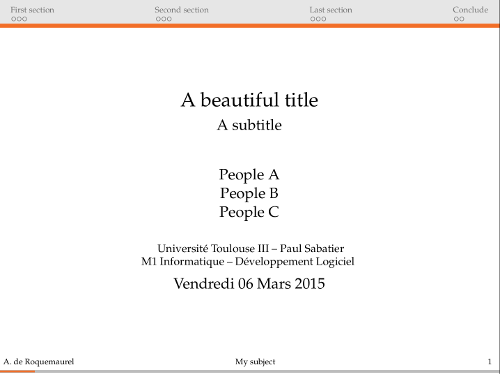 First section Second section Last section Conclude
A beautiful title
A subtitle
People A
People B
People C
Université Toulouse III – Paul Sabatier
M1 Informatique – Développement Logiciel
Vendredi 06 Mars 2015
A. de Roquemaurel My subject 1